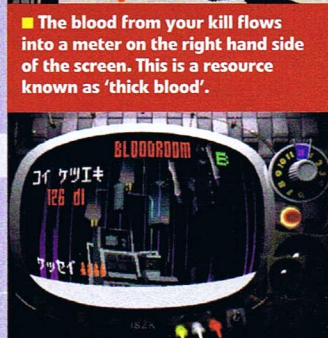 The blood from your kill flows
into a meter on the right hand side
of the screen. This is a resource
known as ‘thick blood’.
BLOODROOM
B
コイ ケツエキ
126 dl
ケッセイ